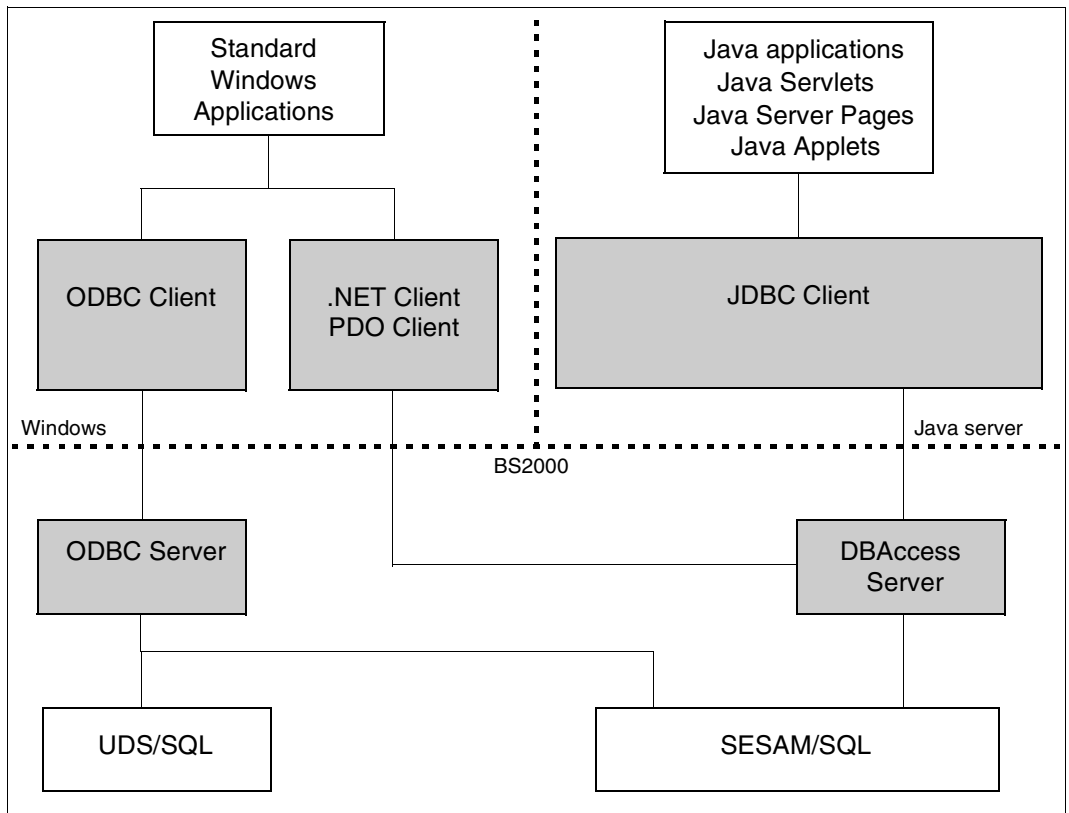 Standard
Windows
Applications
Java applications
Java Servlets
Java Server Pages
Java Applets
ODBC Client
.NET Client
PDO Client
JDBC Client
Windows
Java server
BS2000
ODBC Server
DBAccess
Server
UDS/SQL
SESAM/SQL